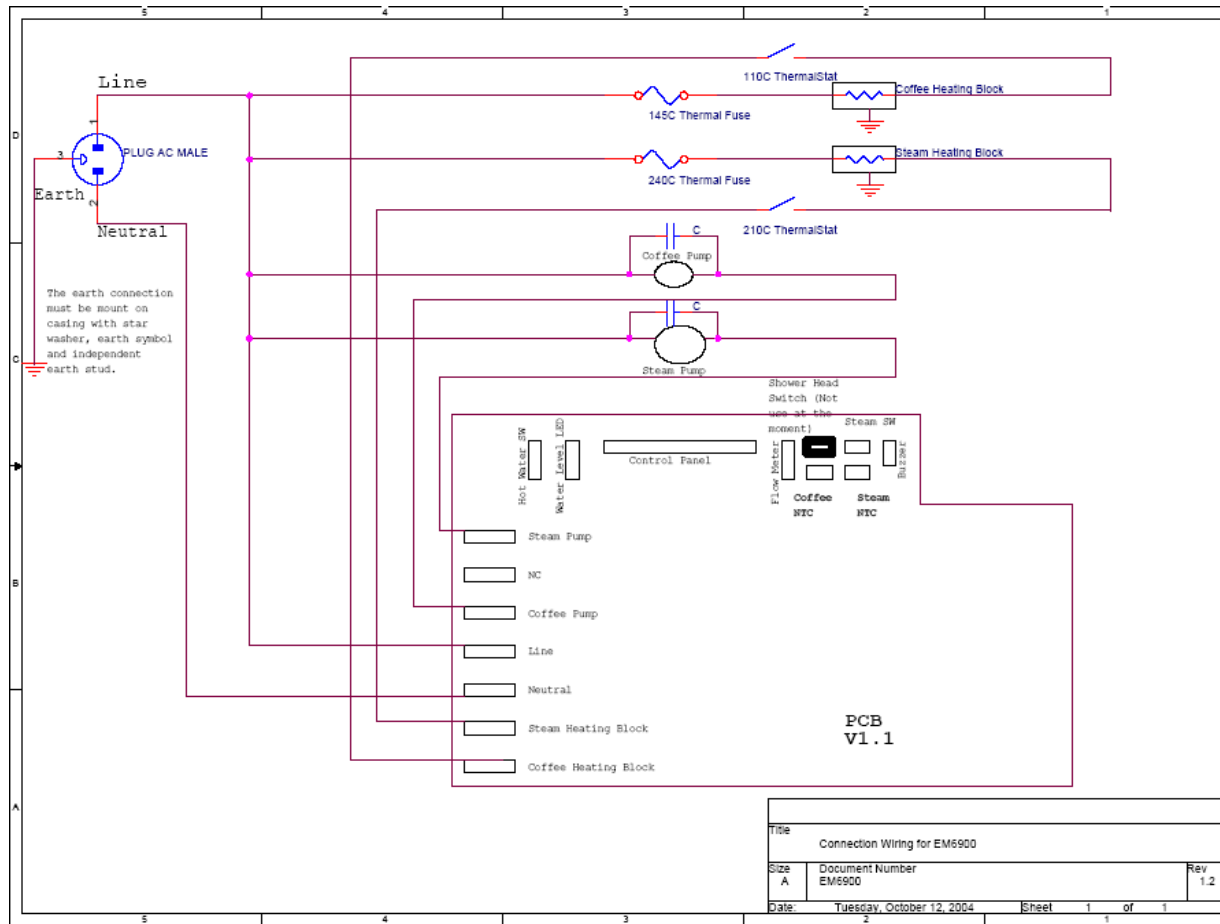 5
4
3
2
1
Line
110C ThermalStat
Coffee Heating Block
145C Thermal Fuse
D
D
1
3
PLUG AC MALE
Steam Heating Block
240C Thermal Fuse
Earth
2
Neutral
210C ThermalStat
C
Coffee Pump
The earth connection
must be mount on
casing with star
washer, earth symbol
and independent
earth stud.
C
Steam Pump
C
Shower Head
Switch (Not
use at the
moment)
Steam SW
Hot Water SW
Water Level LED
Control Panel
Flow Meter
Buzzer
Coffee
NTC
Steam
NTC
Steam Pump
NC
B
Coffee Pump
Line
Neutral
Steam Heating Block
Coffee Heating Block
PCB
V1.1
A
Title
Connection Wiring for EM6900
Size
A
Document Number
EM6900
Rev
1.2
Date:
Tuesday, October 12, 2004
Sheet 1 of 1
5
4
3
2
1